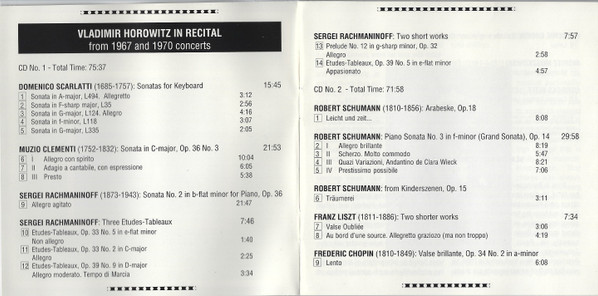 VLADIMIR HOROWITZ IN RECITAL
from 1967 and 1970 concerts
CD No. 1 - Total Time: 75:37
DOMENICO SCARLATTI (1685-1757): Sonatas for Keyboard 15:45
1 Sonata in A-major, L494. Allegretto 3:12
2 Sonata in F-sharp major, L35 2:56
3 Sonata in G-major, L124. Allegro 4:16
4 Sonata in f-minor, L118 3:07
5 Sonata in G-major, L335 2:05
MUZIO CLEMENTI (1752-1832): Sonata in C-major, Op. 36 No. 3 21:53
6 I Allegro con spirito 10:04
7 II Adagio a cantabile, con espressione 6:05
8 III Presto 5:38
SERGEI RACHMANINOFF (1873-1943): Sonata No. 2 in b-flat minor for Piano, Op. 36
9 Allegro agitato 21:47
SERGEI RACHMANINOFF: Three Etudes-Tableaux 7:46
10 Etudes-Tableaux, Op. 33 No. 5 in e-flat minor
Non allegro 1:40
11 Etudes-Tableaux, Op. 33 No. 2 in C-major
Allegro 2:25
12 Etudes-Tableaux, Op. 39 No. 9 in D-major
Allegro moderato. Tempo di Marcia 3:34
SERGEI RACHMANINOFF: Two short works 7:57
13 Prelude No. 12 in g-sharp minor, Op. 32
Allegro 2:58
14 Etudes-Tableaux, Op. 39 No. 5 in e-flat minor
Appasionato 4:57
CD No. 2 - Total Time: 71:58
ROBERT SCHUMANN (1810-1856): Arabeske, Op.18
1 Leicht und zeit... 8:08
ROBERT SCHUMANN: Piano Sonata No. 3 in f-minor (Grand Sonata), Op. 14 29:58
2 I Allegro brillante 8:19
3 II Scherzo. Molto commodo 5:47
4 III Quazi Variazioni, Andantino de Clara Wieck 8:21
5 IV Prestissimo possibile 7:06
ROBERT SCHUMANN: from Kinderszenen, Op. 15
6 Träumerei 3:11
FRANZ LISZT (1811-1886): Two shorter works 7:34
7 Valse Oubliée 3:06
8 Au bord d'une source. Allegretto grazioso (ma non troppo) 4:19
FREDERIC CHOPIN (1810-1849): Valse brillante, Op. 34 No. 2 in a-minor
9 Lento 6:08